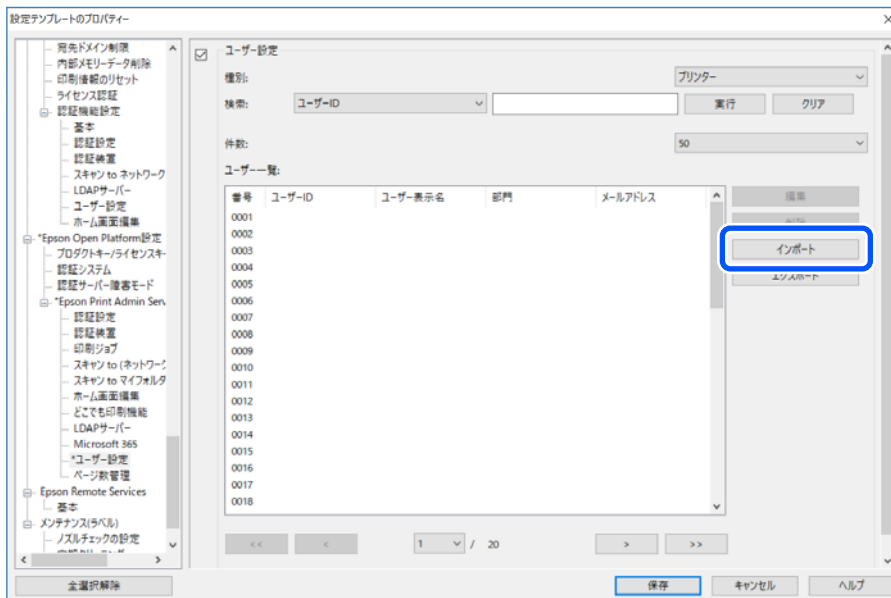 設定テンプレートのプロパティー
宛先ドメイン制限
内部メモリーデータ削除
印刷情報のリセット
ライセンス認証
認証機能設定
基本
認証設定
認証装置
スキャン to ネットワーク
LDAPサーバー
ユーザー設定
ホーム画面編集
*Epson Open Platform設定
プロダクトキー/ライセンスキ-
認証システム
認証サーバー障害モード
*Epson Print Admin Serv
認証設定
認証装置
印刷ジョブ
スキャン to (ネットワーク
スキャン to マイフォルダ
ホーム画面編集
どこでも印刷機能
LDAPサーバー
Microsoft 365
*ユーザー設定
ページ数管理
Epson Remote Services
基本
メンテナンス(ラベル)
ノズルチェックの設定
全選択解除
ユーザー設定
種別: プリンター
検索: ユーザーID 実行 クリア
件数: 50
ユーザー一覧:
番号 ユーザーID ユーザー表示名 部門 メールアドレス
0001
0002
0003
0004
0005
0006
0007
0008
0009
0010
0011
0012
0013
0014
0015
0016
0017
0018
編集
削除
インポート
エクスポート
<< < 1 / 20 > >>
保存 キャンセル ヘルプ